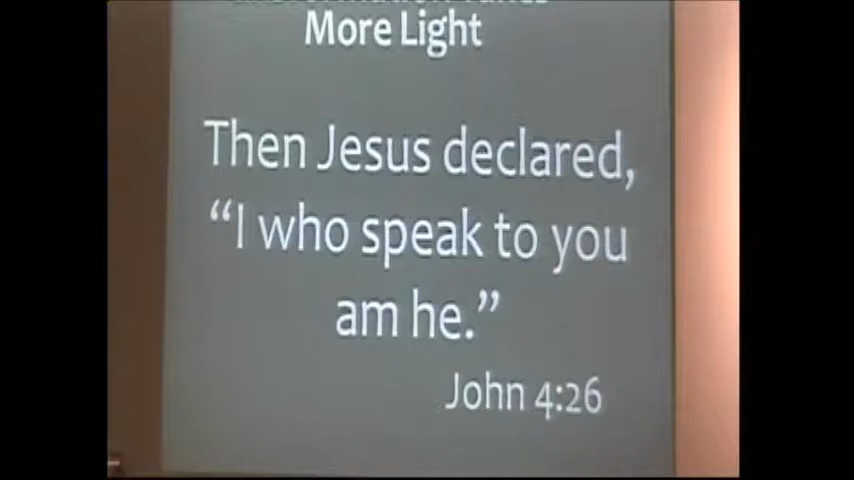 More Light
Then Jesus declared,
“I who speak to you
am he.”
John 4:26